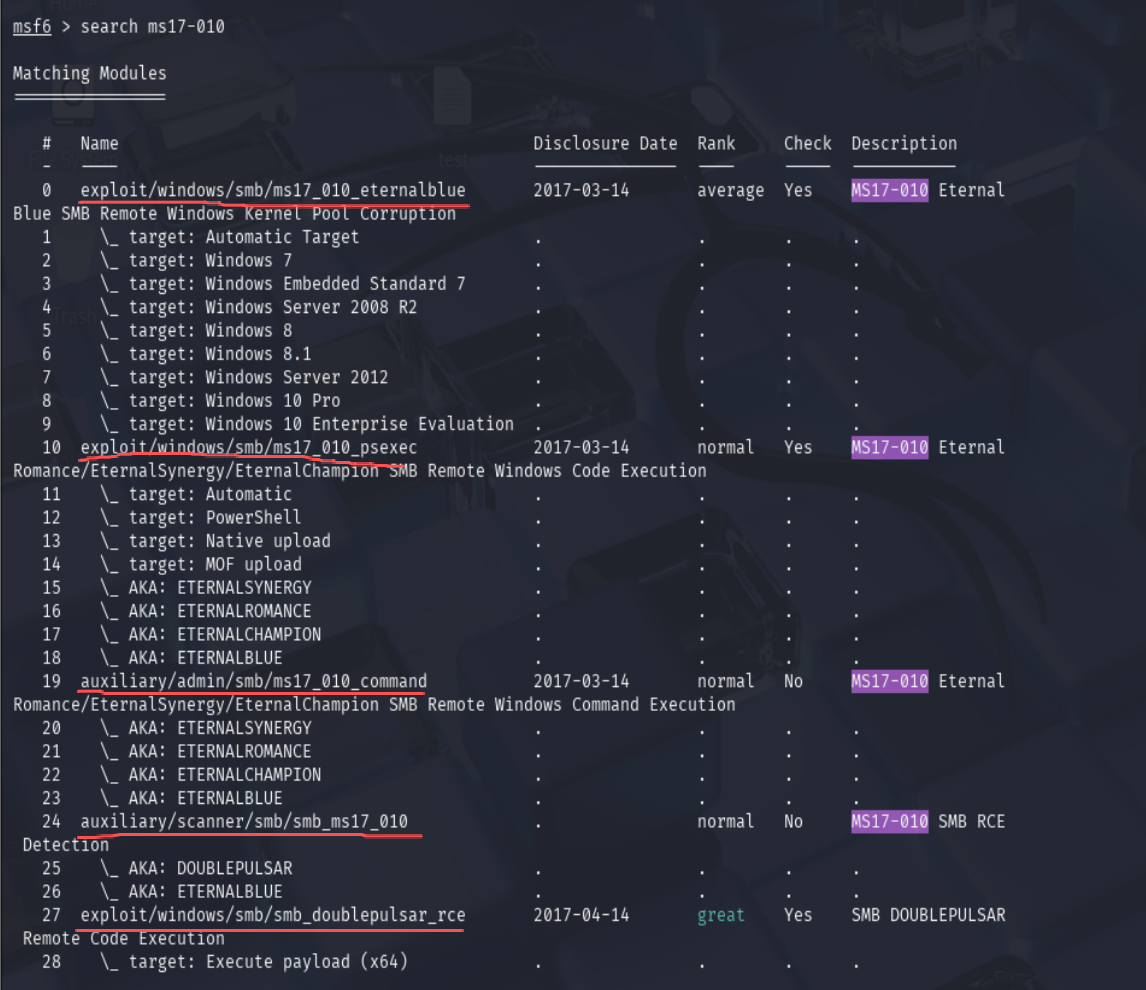 msf6 > search ms17-010
Matching Modules
# Name Disclosure Date Rank Check Description
0 exploit/windows/smb/ms17_010_eternalblue 2017-03-14 average Yes MS17-010 Eternal
Blue SMB Remote Windows Kernel Pool Corruption
1 \_ target: Automatic Target . . . .
2 \_ target: Windows 7 . . . .
3 \_ target: Windows Embedded Standard 7 . . . .
4 \_ target: Windows Server 2008 R2 . . . .
5 \_ target: Windows 8 . . . .
6 \_ target: Windows 8.1 . . . .
7 \_ target: Windows Server 2012 . . . .
8 \_ target: Windows 10 Pro . . . .
9 \_ target: Windows 10 Enterprise Evaluation . . . .
10 exploit/windows/smb/ms17_010_psexec 2017-03-14 normal Yes MS17-010 Eternal
Romance/EternalSynergy/EternalChampion SMB Remote Windows Code Execution
11 \_ target: Automatic . . . .
12 \_ target: PowerShell . . . .
13 \_ target: Native upload . . . .
14 \_ target: MOF upload . . . .
15 \_ AKA: ETERNALSYNERGY . . . .
16 \_ AKA: ETERNALROMANCE . . . .
17 \_ AKA: ETERNALCHAMPION . . . .
18 \_ AKA: ETERNALBLUE . . . .
19 auxiliary/admin/smb/ms17_010_command 2017-03-14 normal No MS17-010 Eternal
Romance/EternalSynergy/EternalChampion SMB Remote Windows Command Execution
20 \_ AKA: ETERNALSYNERGY . . . .
21 \_ AKA: ETERNALROMANCE . . . .
22 \_ AKA: ETERNALCHAMPION . . . .
23 \_ AKA: ETERNALBLUE . . . .
24 auxiliary/scanner/smb/smb_ms17_010 . normal No MS17-010 SMB RCE
Detection
25 \_ AKA: DOUBLEPULSAR . . . .
26 \_ AKA: ETERNALBLUE . . . .
27 exploit/windows/smb/smb_doublepulsar_rce 2017-04-14 great Yes SMB DOUBLEPULSAR
Remote Code Execution
28 \_ target: Execute payload (x64) . . . .
Home
test
Trash